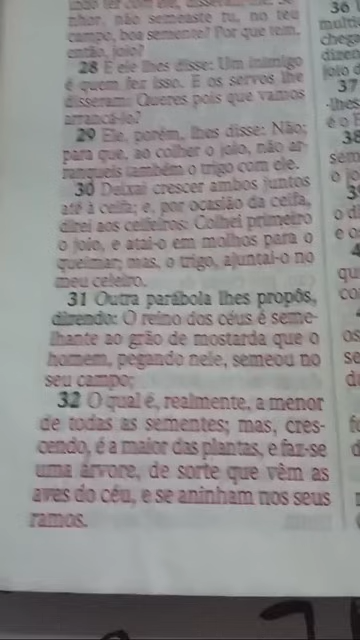 nhor, não semeaste tu, no teu
campo, boa semente? Por que tem,
então, joio?
28 E ele lhes disse: Um inimigo
é quem fez isso. E os servos lhe
disseram: Queres pois que vamos
arrancá-lo?
29 Ele, porém, lhes disse: Não;
para que, ao colher o joio, não ar-
ranqueis também o trigo com ele.
30 Deixai crescer ambos juntos
até à ceifa; e, por ocasião da ceifa,
direi aos ceifeiros: Colhei primeiro
o joio, e atai-o em molhos para o
queimar; mas, o trigo, ajuntai-o no
meu celeiro.
31 Outra parábola lhes propôs,
dizendo: O reino dos céus é seme-
lhante ao grão de mostarda que o
homem, pegando nele, semeou no
seu campo;
32 O qual é, realmente, a menor
de todas as sementes; mas, cres-
cendo, é a maior das plantas, e faz-se
uma árvore, de sorte que vêm as
aves do céu, e se aninham nos seus
ramos.
36
37